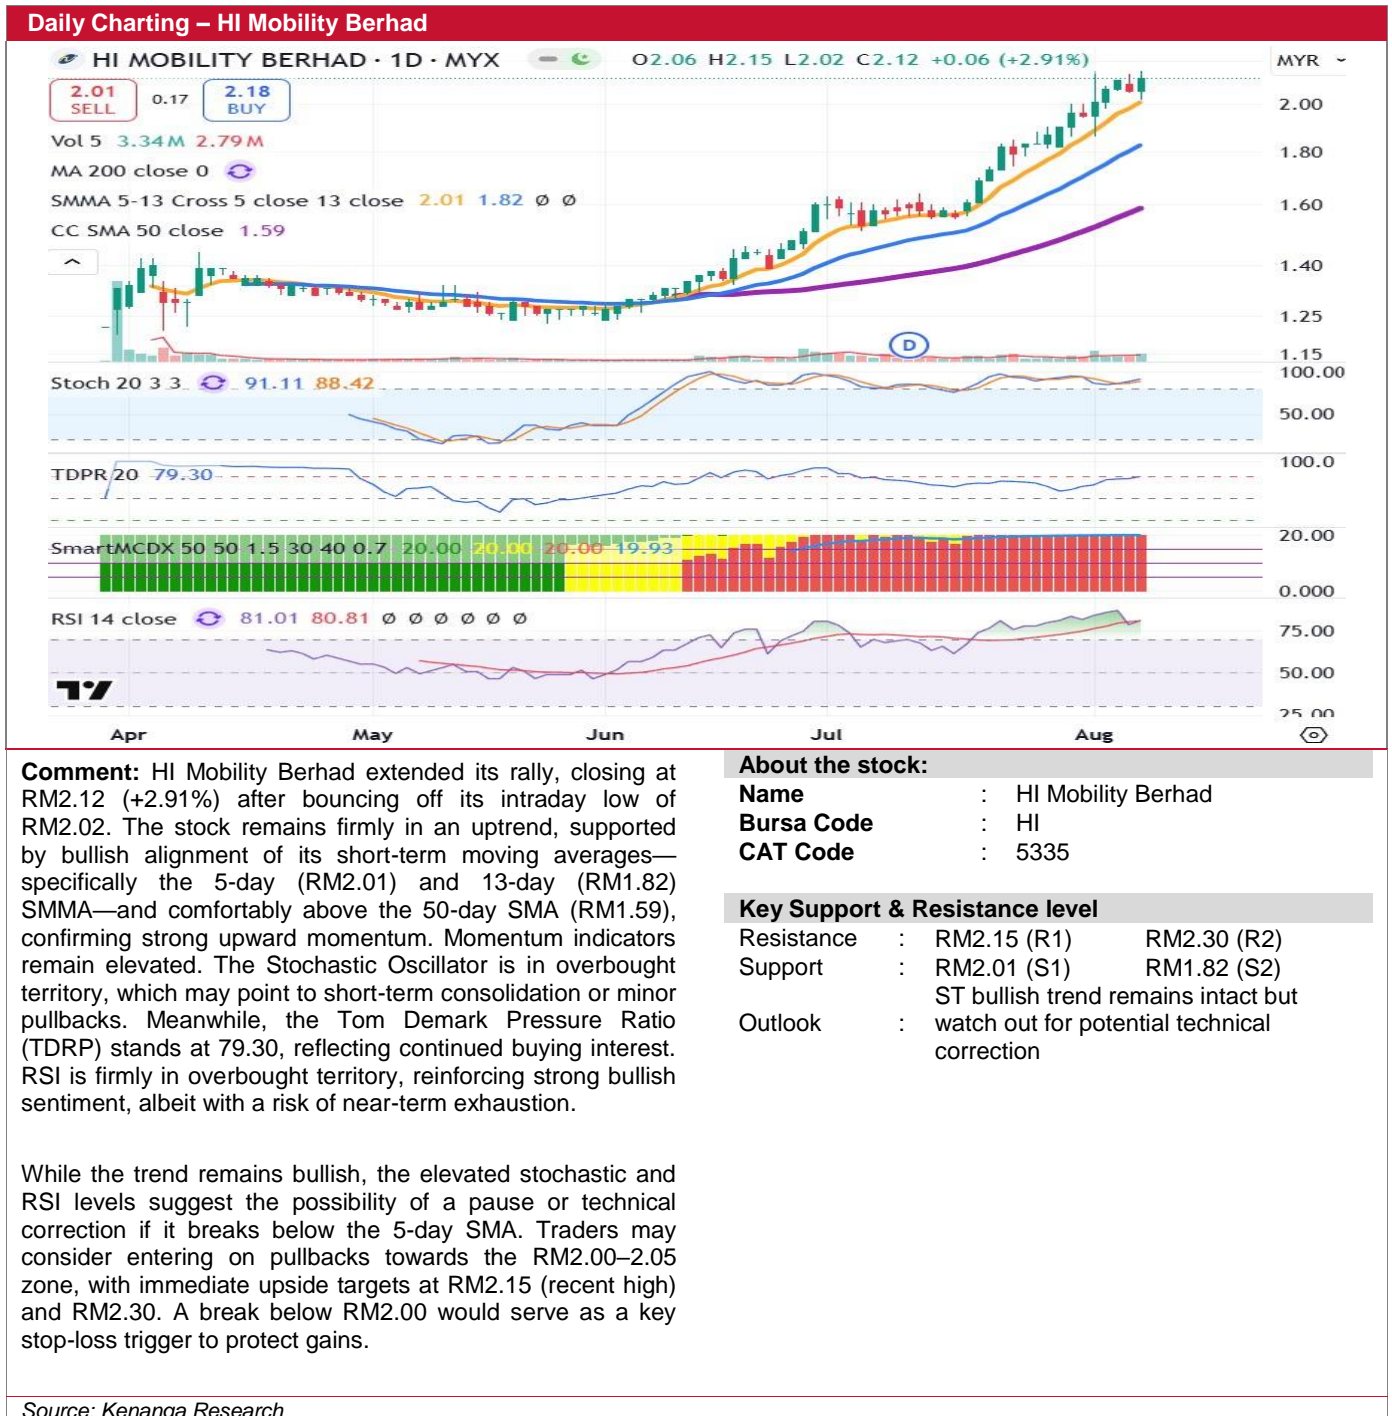 Daily Charting – HI Mobility Berhad
HI MOBILITY BERHAD · 1D · MYX O2.06 H2.15 L2.02 C2.12 +0.06 (+2.91%) MYR
2.01 SELL 0.17 2.18 BUY
Vol 5 3.34M 2.79M
MA 200 close 0
SMMA 5-13 Cross 5 close 13 close 2.01 1.82 Ø Ø
CC SMA 50 close 1.59
2.00
1.80
1.60
1.40
1.25
1.15
D
Stoch 20 3 3 91.11 88.42
100.00
50.00
TDPR 20 79.30
100.0
SmartMCDX 50 50 1.5 30 40 0.7 20.00 20.00 20.00 19.93
20.00
0.000
RSI 14 close 81.01 80.81 Ø Ø Ø Ø Ø Ø
75.00
50.00
25.00
Apr May Jun Jul Aug
Comment: HI Mobility Berhad extended its rally, closing at
RM2.12 (+2.91%) after bouncing off its intraday low of
RM2.02. The stock remains firmly in an uptrend, supported
by bullish alignment of its short-term moving averages—
specifically the 5-day (RM2.01) and 13-day (RM1.82)
SMMA—and comfortably above the 50-day SMA (RM1.59),
confirming strong upward momentum. Momentum indicators
remain elevated. The Stochastic Oscillator is in overbought
territory, which may point to short-term consolidation or minor
pullbacks. Meanwhile, the Tom Demark Pressure Ratio
(TDRP) stands at 79.30, reflecting continued buying interest.
RSI is firmly in overbought territory, reinforcing strong bullish
sentiment, albeit with a risk of near-term exhaustion.
While the trend remains bullish, the elevated stochastic and
RSI levels suggest the possibility of a pause or technical
correction if it breaks below the 5-day SMA. Traders may
consider entering on pullbacks towards the RM2.00–2.05
zone, with immediate upside targets at RM2.15 (recent high)
and RM2.30. A break below RM2.00 would serve as a key
stop-loss trigger to protect gains.
About the stock:
Name : HI Mobility Berhad
Bursa Code : HI
CAT Code : 5335
Key Support & Resistance level
Resistance : RM2.15 (R1) RM2.30 (R2)
Support : RM2.01 (S1) RM1.82 (S2)
ST bullish trend remains intact but
Outlook : watch out for potential technical
correction
Source: Kenanga Research